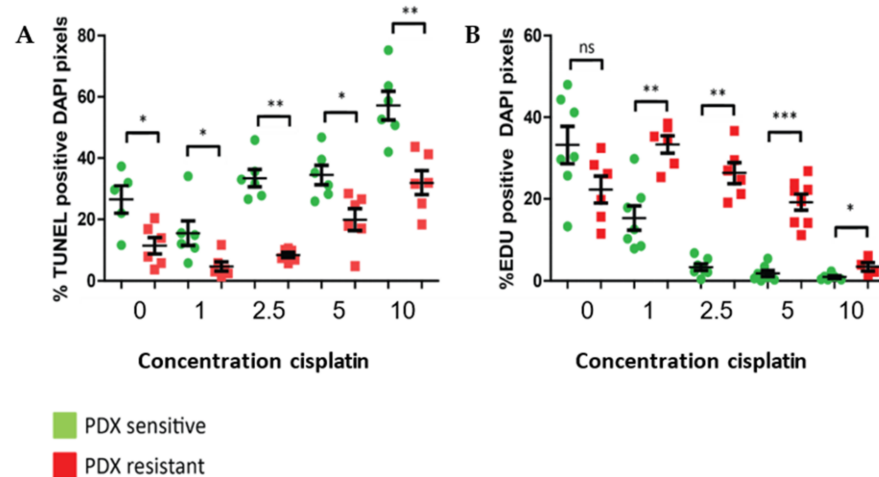 A
B
% TUNEL positive DAPI pixels
80
60
40
20
0
*
*
**
*
**
0 1 2.5 5 10
Concentration cisplatin
%EDU positive DAPI pixels
60
40
20
0
ns
**
**
***
*
0 1 2.5 5 10
Concentration cisplatin
PDX sensitive
PDX resistant